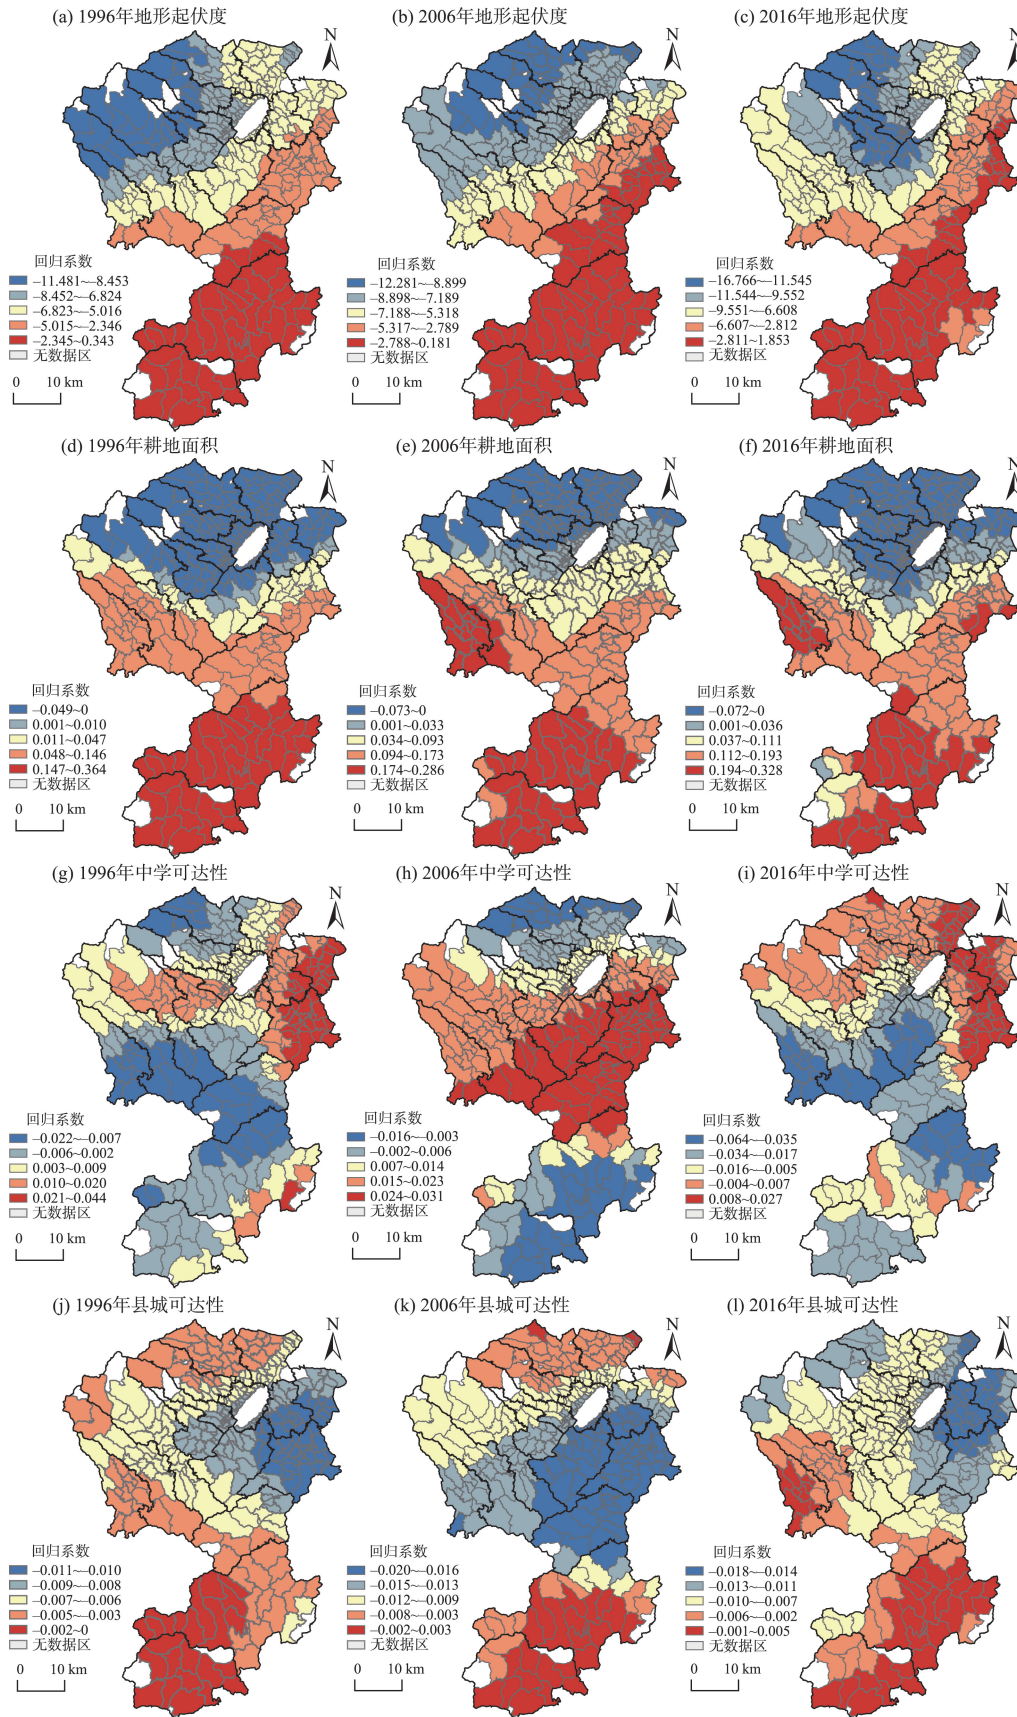 (a) 1996年地形起伏度
N
回归系数
–11.481~–8.453
–8.452~–6.824
–6.823~–5.016
–5.015~–2.346
–2.345~0.343
无数据区
0 10 km
(b) 2006年地形起伏度
N
回归系数
–12.281~–8.899
–8.898~–7.189
–7.188~–5.318
–5.317~–2.789
–2.788~0.181
无数据区
0 10 km
(c) 2016年地形起伏度
N
回归系数
–16.766~–11.545
–11.544~–9.552
–9.551~–6.608
–6.607~–2.812
–2.811~1.853
无数据区
0 10 km
(d) 1996年耕地面积
N
回归系数
–0.049~0
0.001~0.010
0.011~0.047
0.048~0.146
0.147~0.364
无数据区
0 10 km
(e) 2006年耕地面积
N
回归系数
–0.073~0
0.001~0.033
0.034~0.093
0.094~0.173
0.174~0.286
无数据区
0 10 km
(f) 2016年耕地面积
N
回归系数
–0.072~0
0.001~0.036
0.037~0.111
0.112~0.193
0.194~0.328
无数据区
0 10 km
(g) 1996年中学可达性
N
回归系数
–0.022~–0.007
–0.006~0.002
0.003~0.009
0.010~0.020
0.021~0.044
无数据区
0 10 km
(h) 2006年中学可达性
N
回归系数
–0.016~–0.003
–0.002~0.006
0.007~0.014
0.015~0.023
0.024~0.031
无数据区
0 10 km
(i) 2016年中学可达性
N
回归系数
–0.064~–0.035
–0.034~–0.017
–0.016~–0.005
–0.004~0.007
0.008~0.027
无数据区
0 10 km
(j) 1996年县城可达性
N
回归系数
–0.011~–0.010
–0.009~–0.008
–0.007~–0.006
–0.005~–0.003
–0.002~0
无数据区
0 10 km
(k) 2006年县城可达性
N
回归系数
–0.020~–0.016
–0.015~–0.013
–0.012~–0.009
–0.008~–0.003
–0.002~0.003
无数据区
0 10 km
(l) 2016年县城可达性
N
回归系数
–0.018~–0.014
–0.013~–0.011
–0.010~–0.007
–0.006~–0.002
–0.001~0.005
无数据区
0 10 km